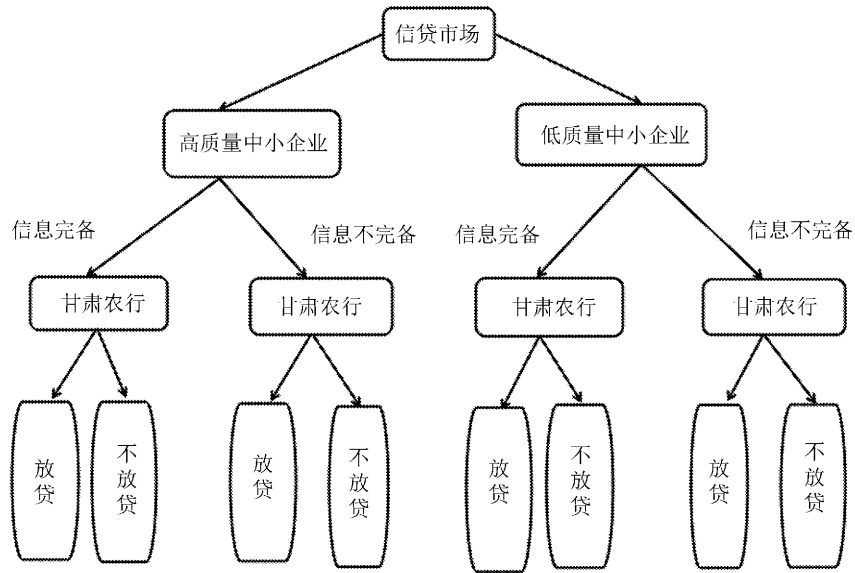 信贷市场
高质量中小企业
低质量中小企业
信息完备
信息不完备
信息完备
信息不完备
甘肃农行
甘肃农行
甘肃农行
甘肃农行
放贷
不放贷
放贷
不放贷
放贷
不放贷
放贷
不放贷